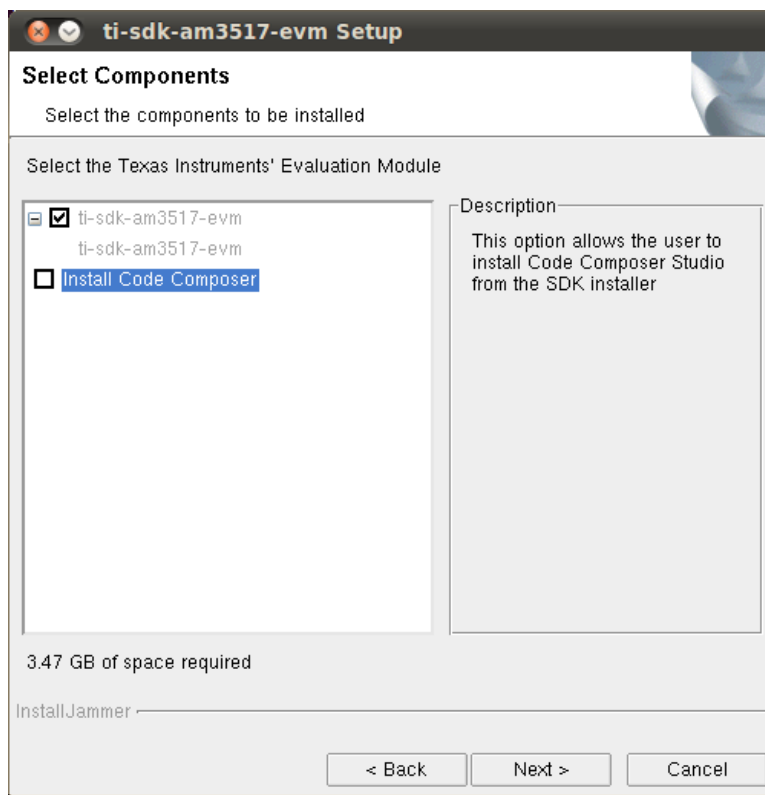 ti-sdk-am3517-evm Setup
Select Components
Select the components to be installed
Select the Texas Instruments' Evaluation Module
ti-sdk-am3517-evm
ti-sdk-am3517-evm
Install Code Composer
Description
This option allows the user to
install Code Composer Studio
from the SDK installer
3.47 GB of space required
InstallJammer
< Back
Next >
Cancel